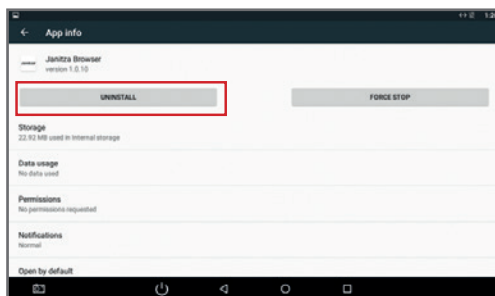 App info
Janitza Browser
version 1.0.10
UNINSTALL
FORCE STOP
Storage
22.92 MB used in Internal storage
Data usage
No data used
Permissions
No permissions requested
Notifications
Normal
Open by default